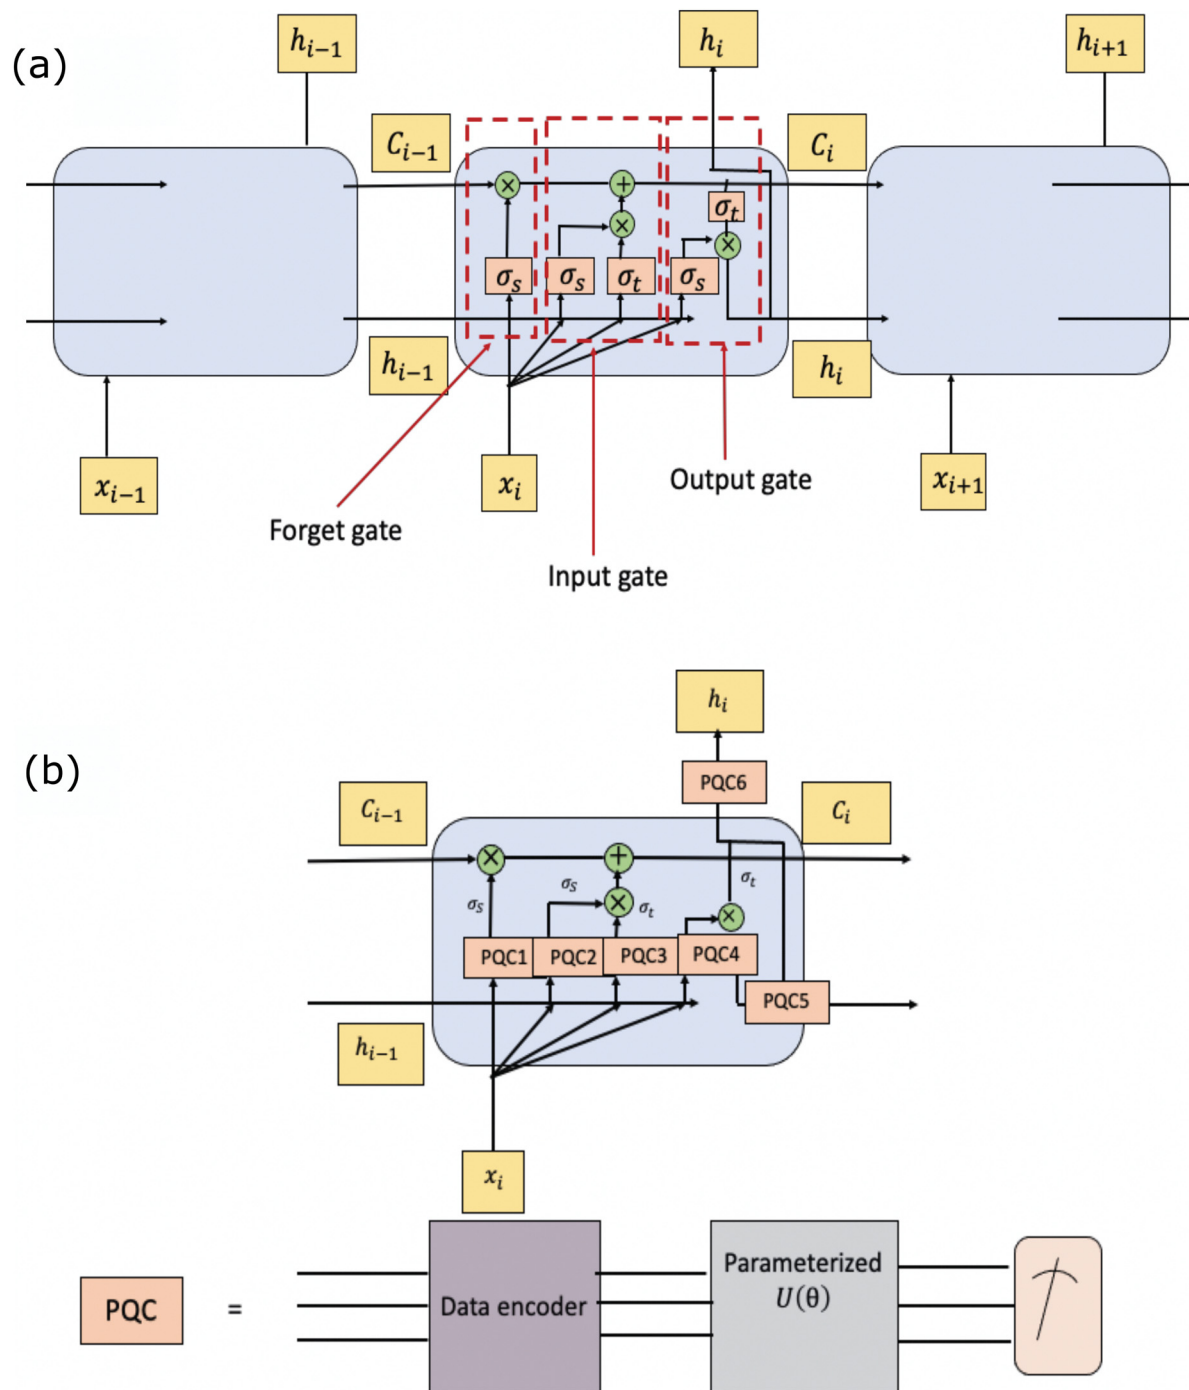 (a)
h_{i−1}
h_i
h_{i+1}
C_{i−1}
C_i
×
+
σ_t
×
×
σ_s
σ_s
σ_t
σ_s
h_{i−1}
h_i
x_{i−1}
x_i
x_{i+1}
Output gate
Forget gate
Input gate
(b)
h_i
PQC6
C_{i−1}
C_i
×
+
σ_S
σ_S
×
σ_t
σ_t
×
PQC1
PQC2
PQC3
PQC4
PQC5
h_{i−1}
x_i
PQC
=
Data encoder
Parameterized
U(θ)